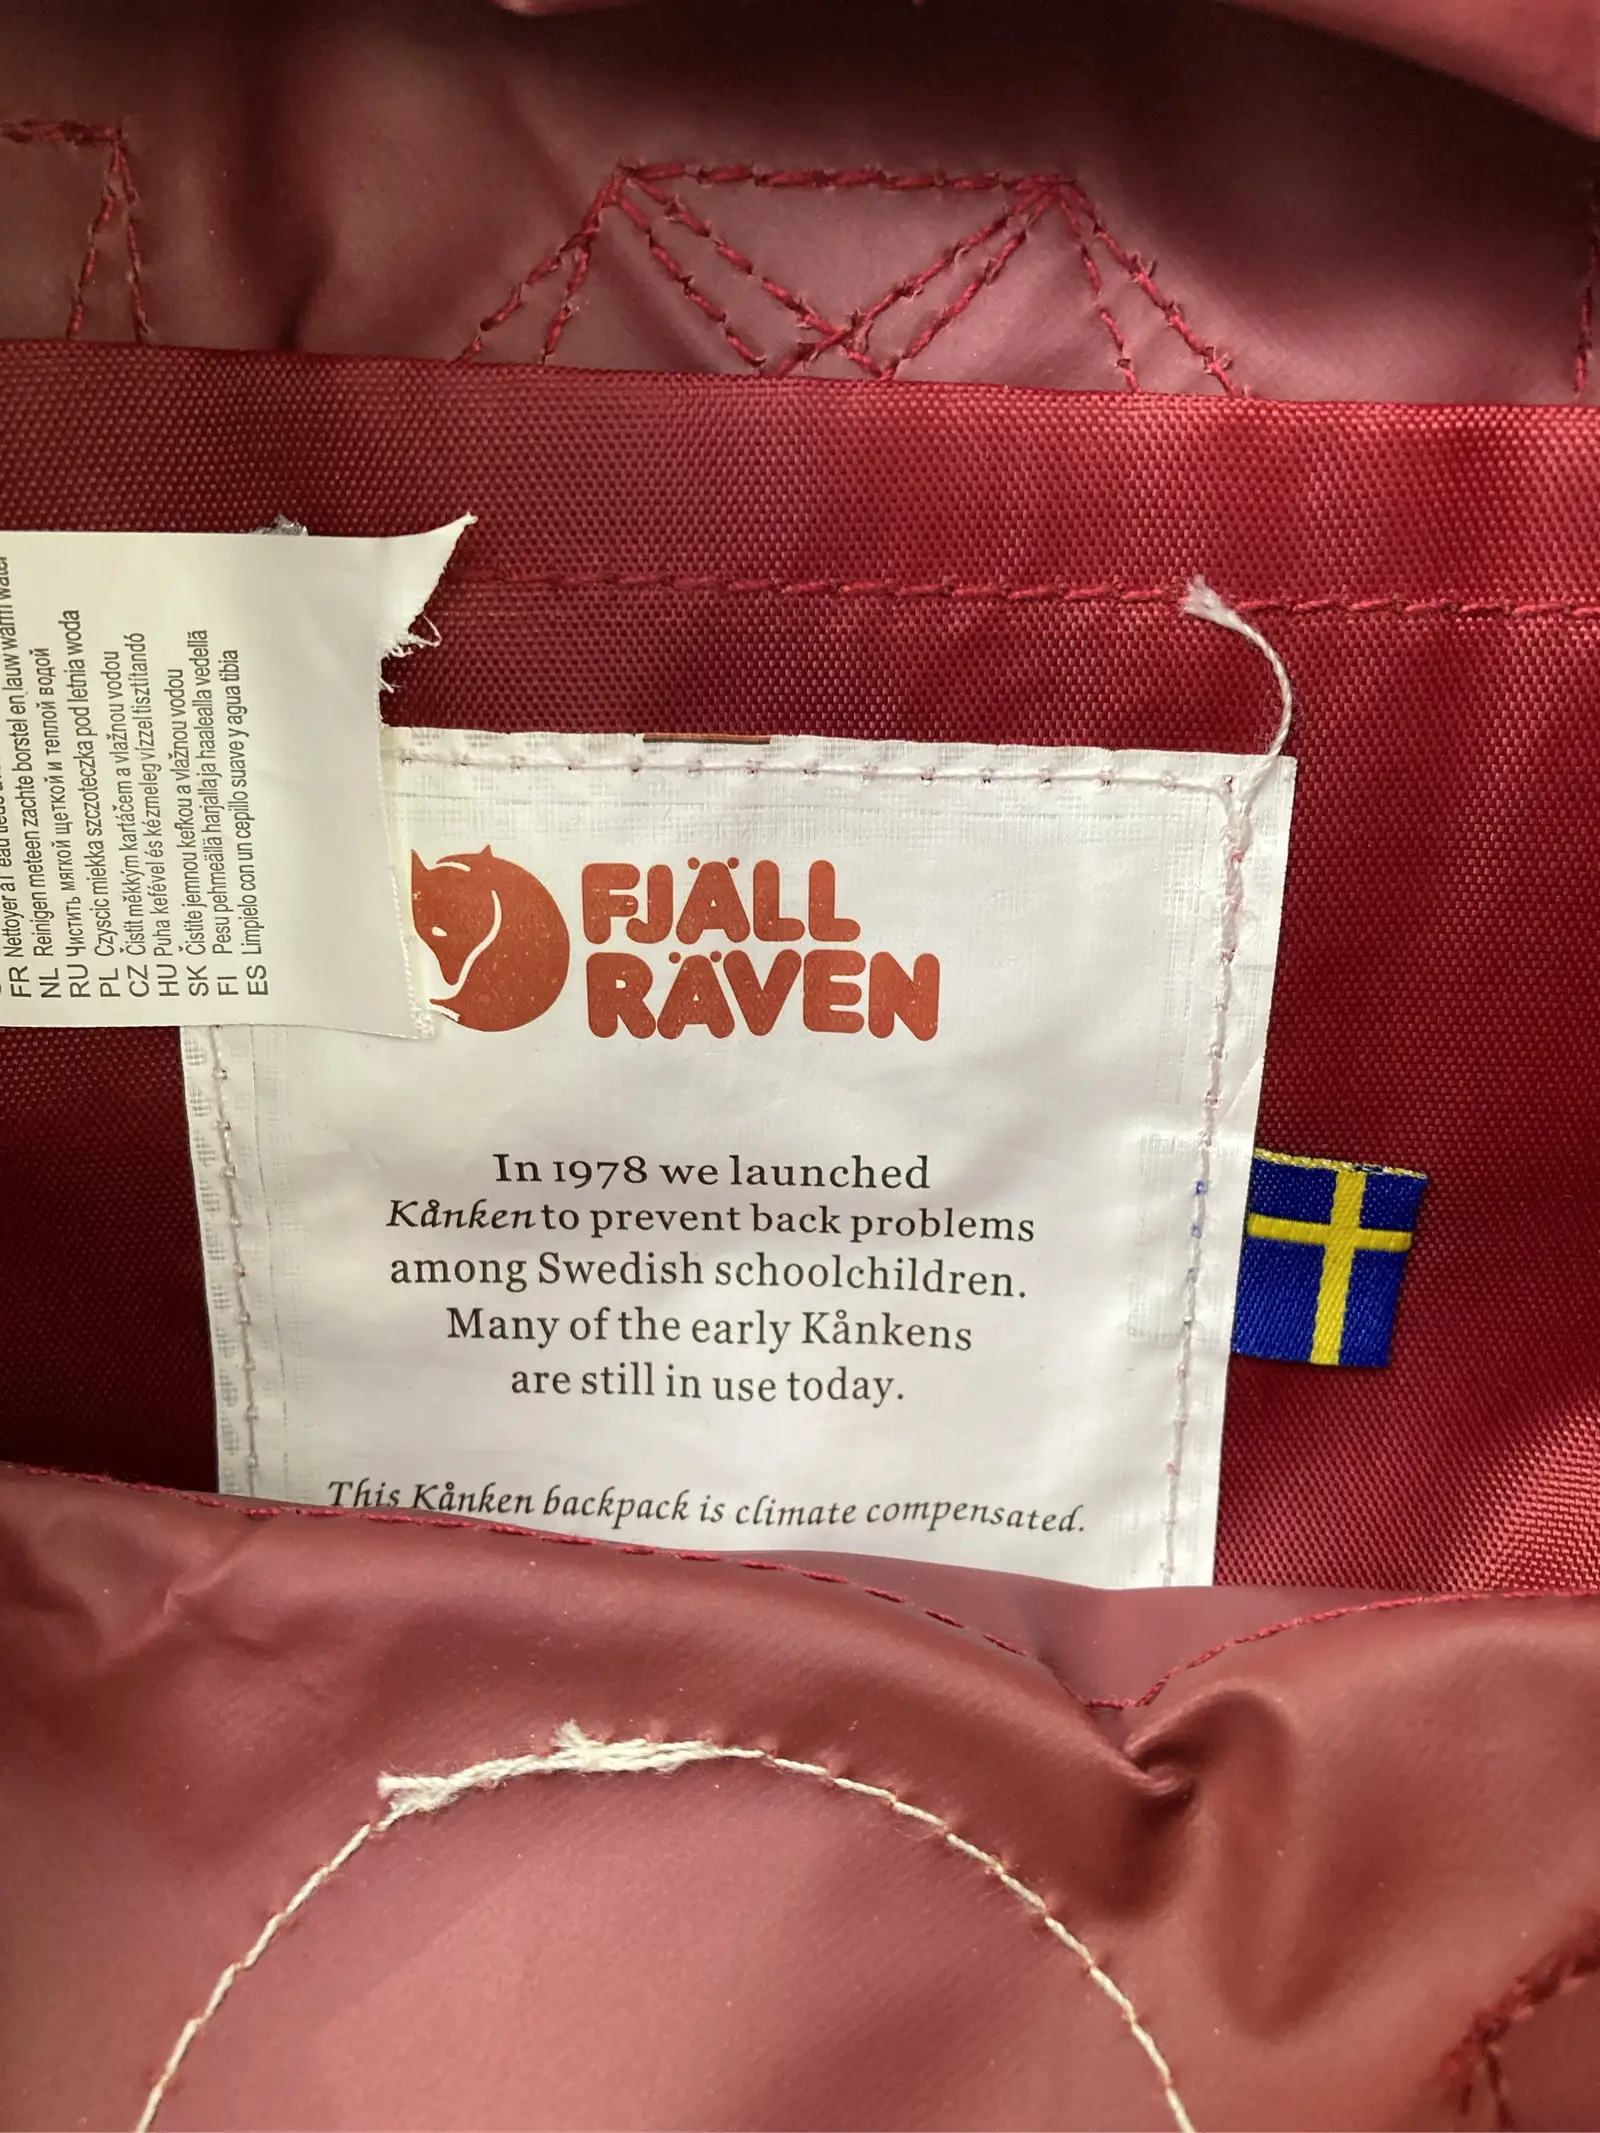 Nettoyer à l'eau
FR
NL Reinigen meteen zachte borstel en lauw warm water
RU Чистить мягкой щеткой и теплой водой
PL Czyscic miekka szczoteczka pod letnia woda
CZ Čistit měkkým kartáčem a vlažnou vodou
HU Puha kefével és kézmeleg vízzel tisztítandó
SK Čistite jemnou kefkou a vlažnou vodou
FI Pesu pehmeällä harjalla ja haalealla vedellä
ES Limpielo con un cepillo suave y agua tibia
FJÄLL
RÄVEN
In 1978 we launched
Kånken to prevent back problems
among Swedish schoolchildren.
Many of the early Kånkens
are still in use today.
This Kånken backpack is climate compensated.